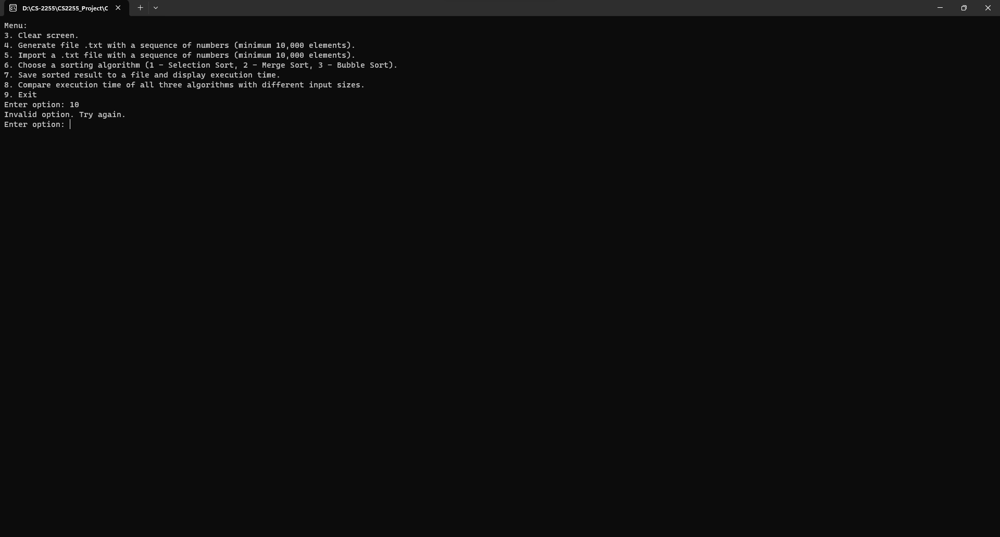 D:\CS-2255\CS2255_Project\C
Menu:
3. Clear screen.
4. Generate file .txt with a sequence of numbers (minimum 10,000 elements).
5. Import a .txt file with a sequence of numbers (minimum 10,000 elements).
6. Choose a sorting algorithm (1 - Selection Sort, 2 - Merge Sort, 3 - Bubble Sort).
7. Save sorted result to a file and display execution time.
8. Compare execution time of all three algorithms with different input sizes.
9. Exit
Enter option: 10
Invalid option. Try again.
Enter option: